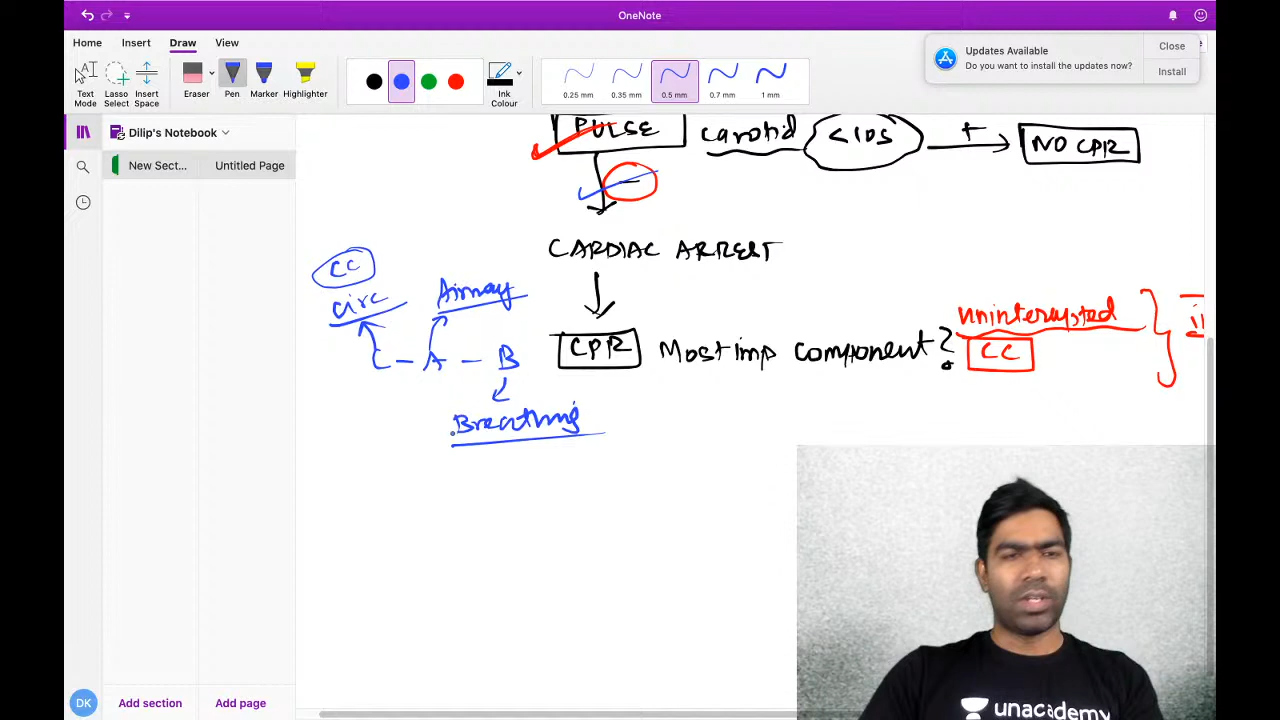 OneNote
Home Insert Draw View
Updates Available
Do you want to install the updates now?
Close
Install
Text Mode
Lasso Select
Insert Space
Eraser
Pen
Marker
Highlighter
Ink Colour
0.25 mm 0.35 mm 0.5 mm 0.7 mm 1 mm
Dilip's Notebook
New Sect...
Untitled Page
PULSE carotid <10s + NO CPR
-
CARDIAC ARREST
CC
circ Airway
C - A - B
Breathing
CPR Most imp component?
uninterrupted
CC
DK
Add section
Add page
unacademy